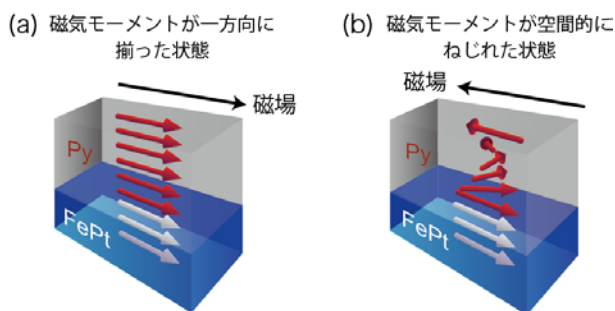 (a) 磁気モーメントが一方向に
揃った状態
磁場
Py
FePt
(b) 磁気モーメントが空間的に
ねじれた状態
磁場
Py
FePt